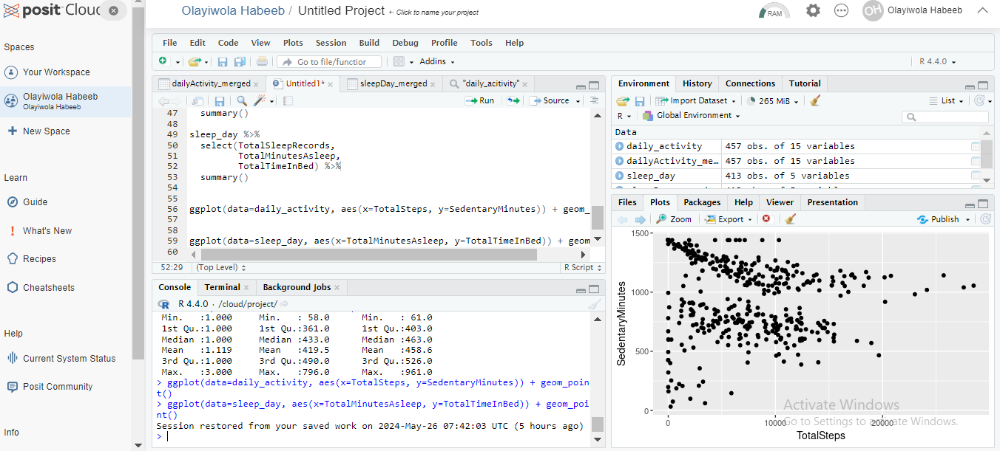 posit Cloud
Olayiwola Habeeb / Untitled Project ← Click to name your project
RAM
OH
Olayiwola Habeeb
Spaces
Your Workspace
Olayiwola Habeeb
Olayiwola Habeeb
New Space
Learn
Guide
What's New
Recipes
Cheatsheets
Help
Current System Status
Posit Community
Info
File Edit Code View Plots Session Build Debug Profile Tools Help
Go to file/function Addins
R 4.4.0
dailyActivity_merged Untitled1* sleepDay_merged "daily_acitivity"
Run Source
47 summary()
48
49 sleep_day %>%
50 select(TotalSleepRecords,
51 TotalMinutesAsleep,
52 TotalTimeInBed) %>%
53 summary()
54
55
56 ggplot(data=daily_activity, aes(x=TotalSteps, y=SedentaryMinutes)) + geom_
57
58
59 ggplot(data=sleep_day, aes(x=TotalMinutesAsleep, y=TotalTimeInBed)) + geom
60
52:29 (Top Level) R Script
Console Terminal Background Jobs
R 4.4.0 · /cloud/project/
Min. :1.000 Min. : 58.0 Min. : 61.0
1st Qu.:1.000 1st Qu.:361.0 1st Qu.:403.0
Median :1.000 Median :433.0 Median :463.0
Mean :1.119 Mean :419.5 Mean :458.6
3rd Qu.:1.000 3rd Qu.:490.0 3rd Qu.:526.0
Max. :3.000 Max. :796.0 Max. :961.0
> ggplot(data=daily_activity, aes(x=TotalSteps, y=SedentaryMinutes)) + geom_poin
t()
> ggplot(data=sleep_day, aes(x=TotalMinutesAsleep, y=TotalTimeInBed)) + geom_poi
nt()
Session restored from your saved work on 2024-May-26 07:42:03 UTC (5 hours ago)
>
Environment History Connections Tutorial
Import Dataset 265 MiB List
R Global Environment
Data
daily_activity 457 obs. of 15 variables
dailyActivity_me… 457 obs. of 15 variables
sleep_day 413 obs. of 5 variables
Files Plots Packages Help Viewer Presentation
Zoom Export Publish
1500
1000
500
0
SedentaryMinutes
0 10000 20000
TotalSteps
Activate Windows
Go to Settings to activate Windows.